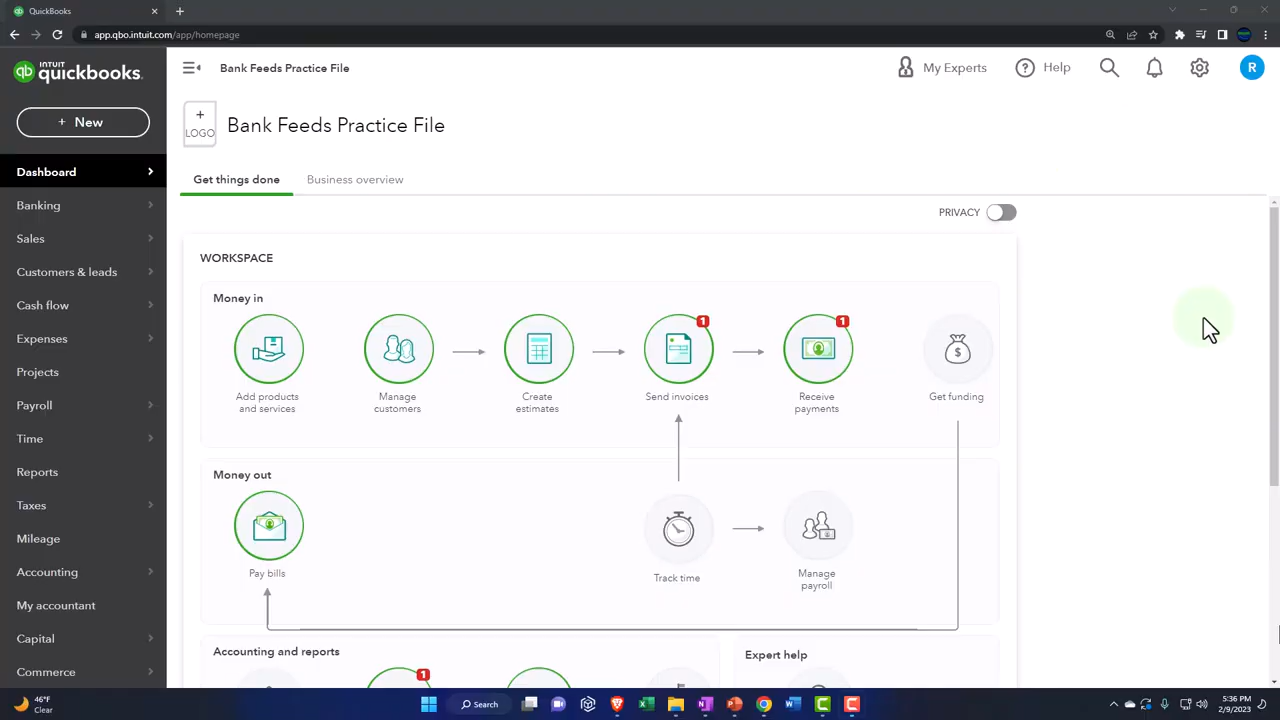 QuickBooks
app.qbo.intuit.com/app/homepage
INTUIT
quickbooks.
Bank Feeds Practice File
My Experts
Help
R
+ New
+
LOGO
Bank Feeds Practice File
Get things done
Business overview
PRIVACY
Dashboard
Banking
Sales
Customers & leads
Cash flow
Expenses
Projects
Payroll
Time
Reports
Taxes
Mileage
Accounting
My accountant
Capital
Commerce
WORKSPACE
Money in
1
1
Add products
and services
Manage
customers
Create
estimates
Send invoices
Receive
payments
Get funding
Money out
Pay bills
Track time
Manage
payroll
Accounting and reports
1
Expert help
46°F
Clear
Search
5:36 PM
2/9/2023